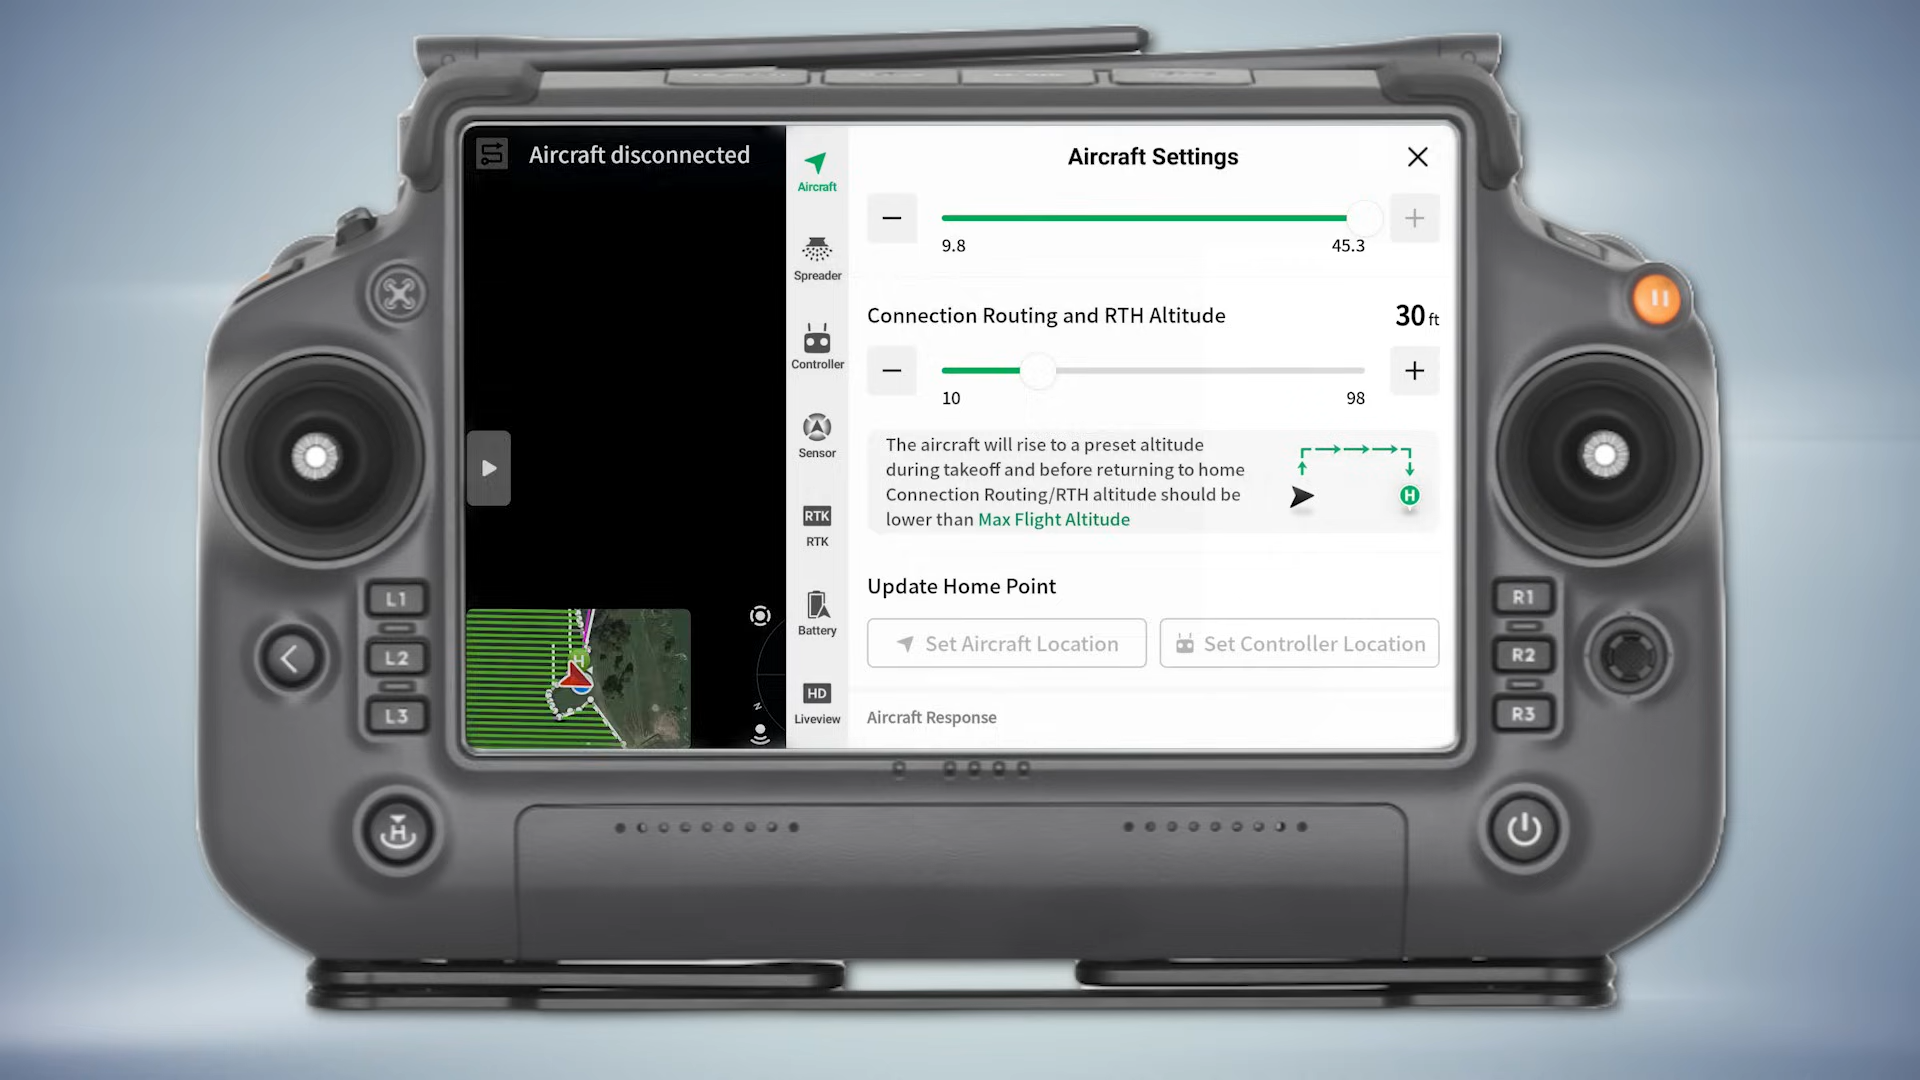 Aircraft disconnected
Aircraft
Spreader
Controller
Sensor
RTK
RTK
Battery
HD
Liveview
Aircraft Settings
9.8
45.3
Connection Routing and RTH Altitude
30 ft
10
98
The aircraft will rise to a preset altitude
during takeoff and before returning to home
Connection Routing/RTH altitude should be
lower than Max Flight Altitude
H
Update Home Point
Set Aircraft Location
Set Controller Location
Aircraft Response
H
N
L1
L2
L3
R1
R2
R3
H